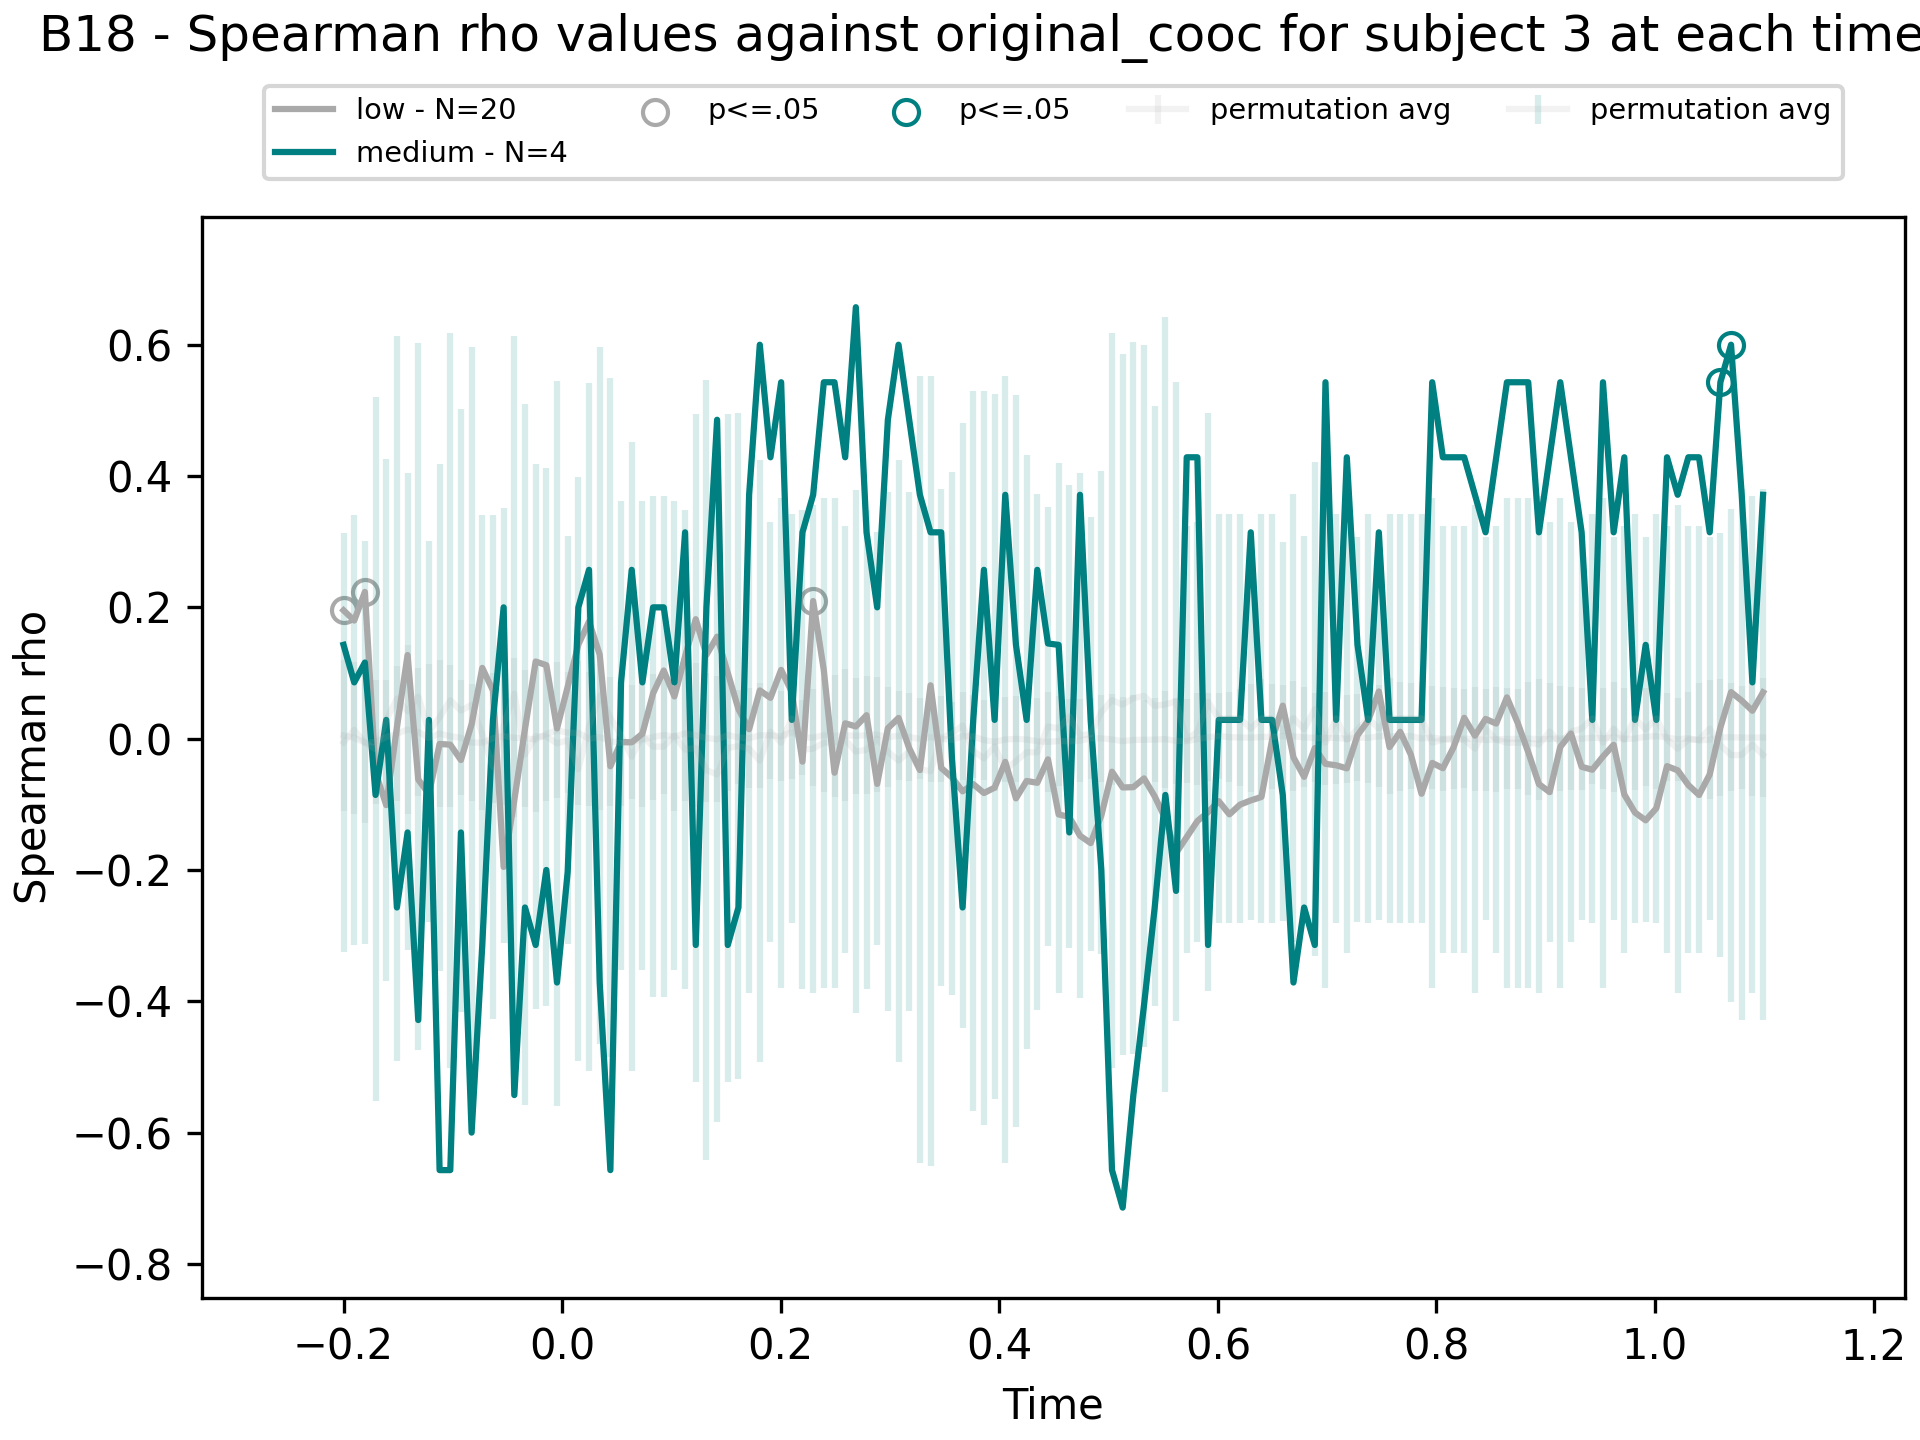 B18 - Spearman rho values against original_cooc for subject 3 at each time
low - N=20
medium - N=4
p<=.05
p<=.05
permutation avg
permutation avg
Spearman rho
0.6
0.4
0.2
0.0
−0.2
−0.4
−0.6
−0.8
−0.2 0.0 0.2 0.4 0.6 0.8 1.0 1.2
Time